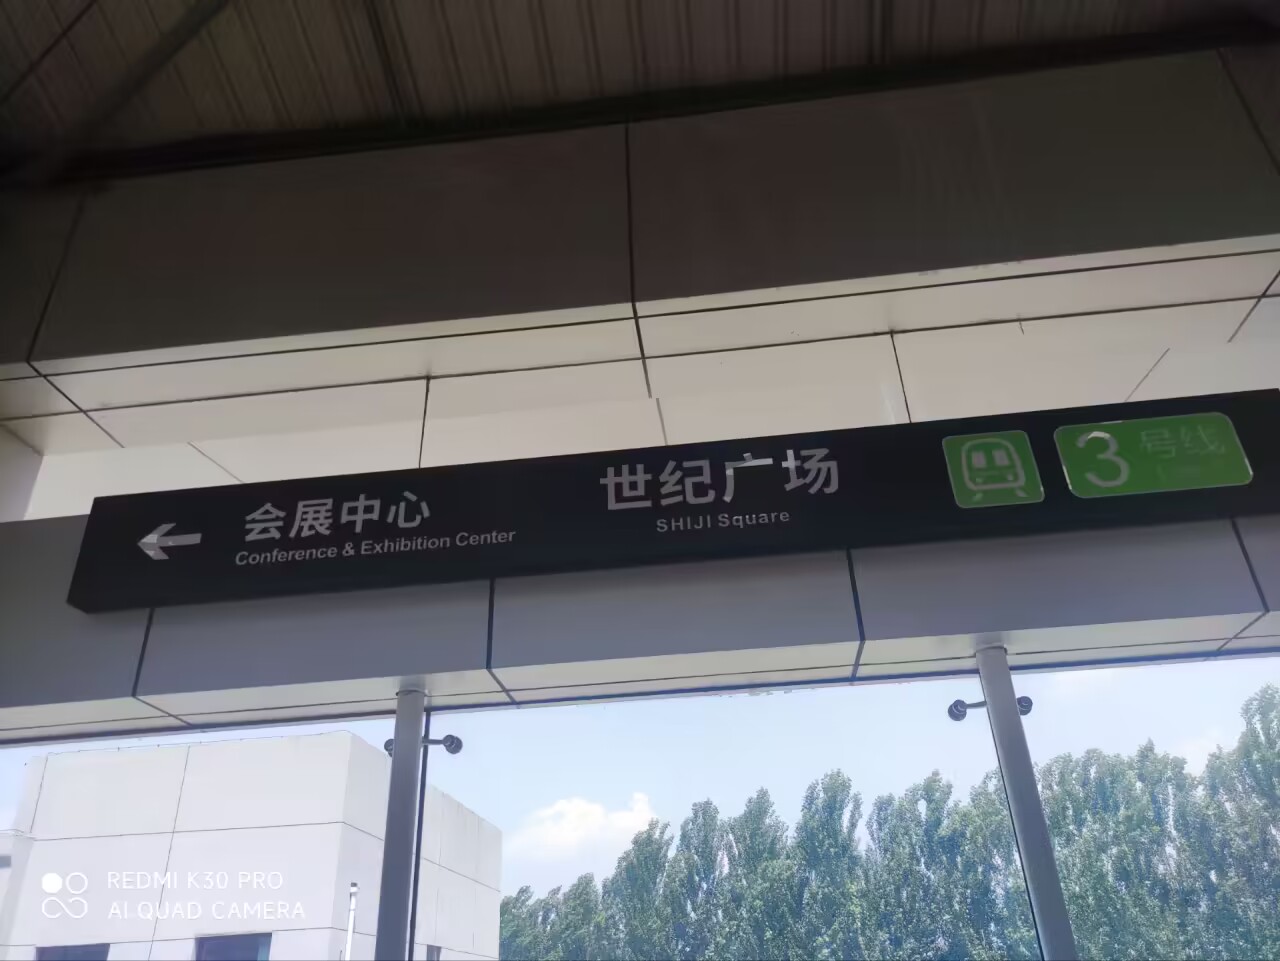 会展中心
Conference & Exhibition Center
世纪广场
SHIJI Square
3号线
REDMI K30 PRO
AI QUAD CAMERA